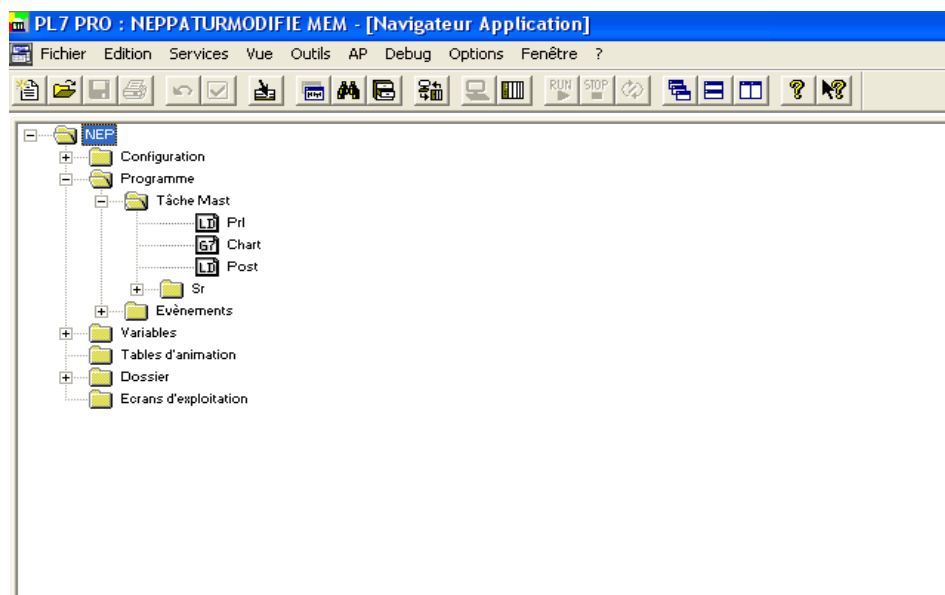 PL7 PRO : NEPPATURMODIFIE MEM - [Navigateur Application]
Fichier Edition Services Vue Outils AP Debug Options Fenêtre ?
RUN STOP
NEP
Configuration
Programme
Tâche Mast
LD Prl
G7 Chart
LD Post
Sr
Evènements
Variables
Tables d'animation
Dossier
Ecrans d'exploitation